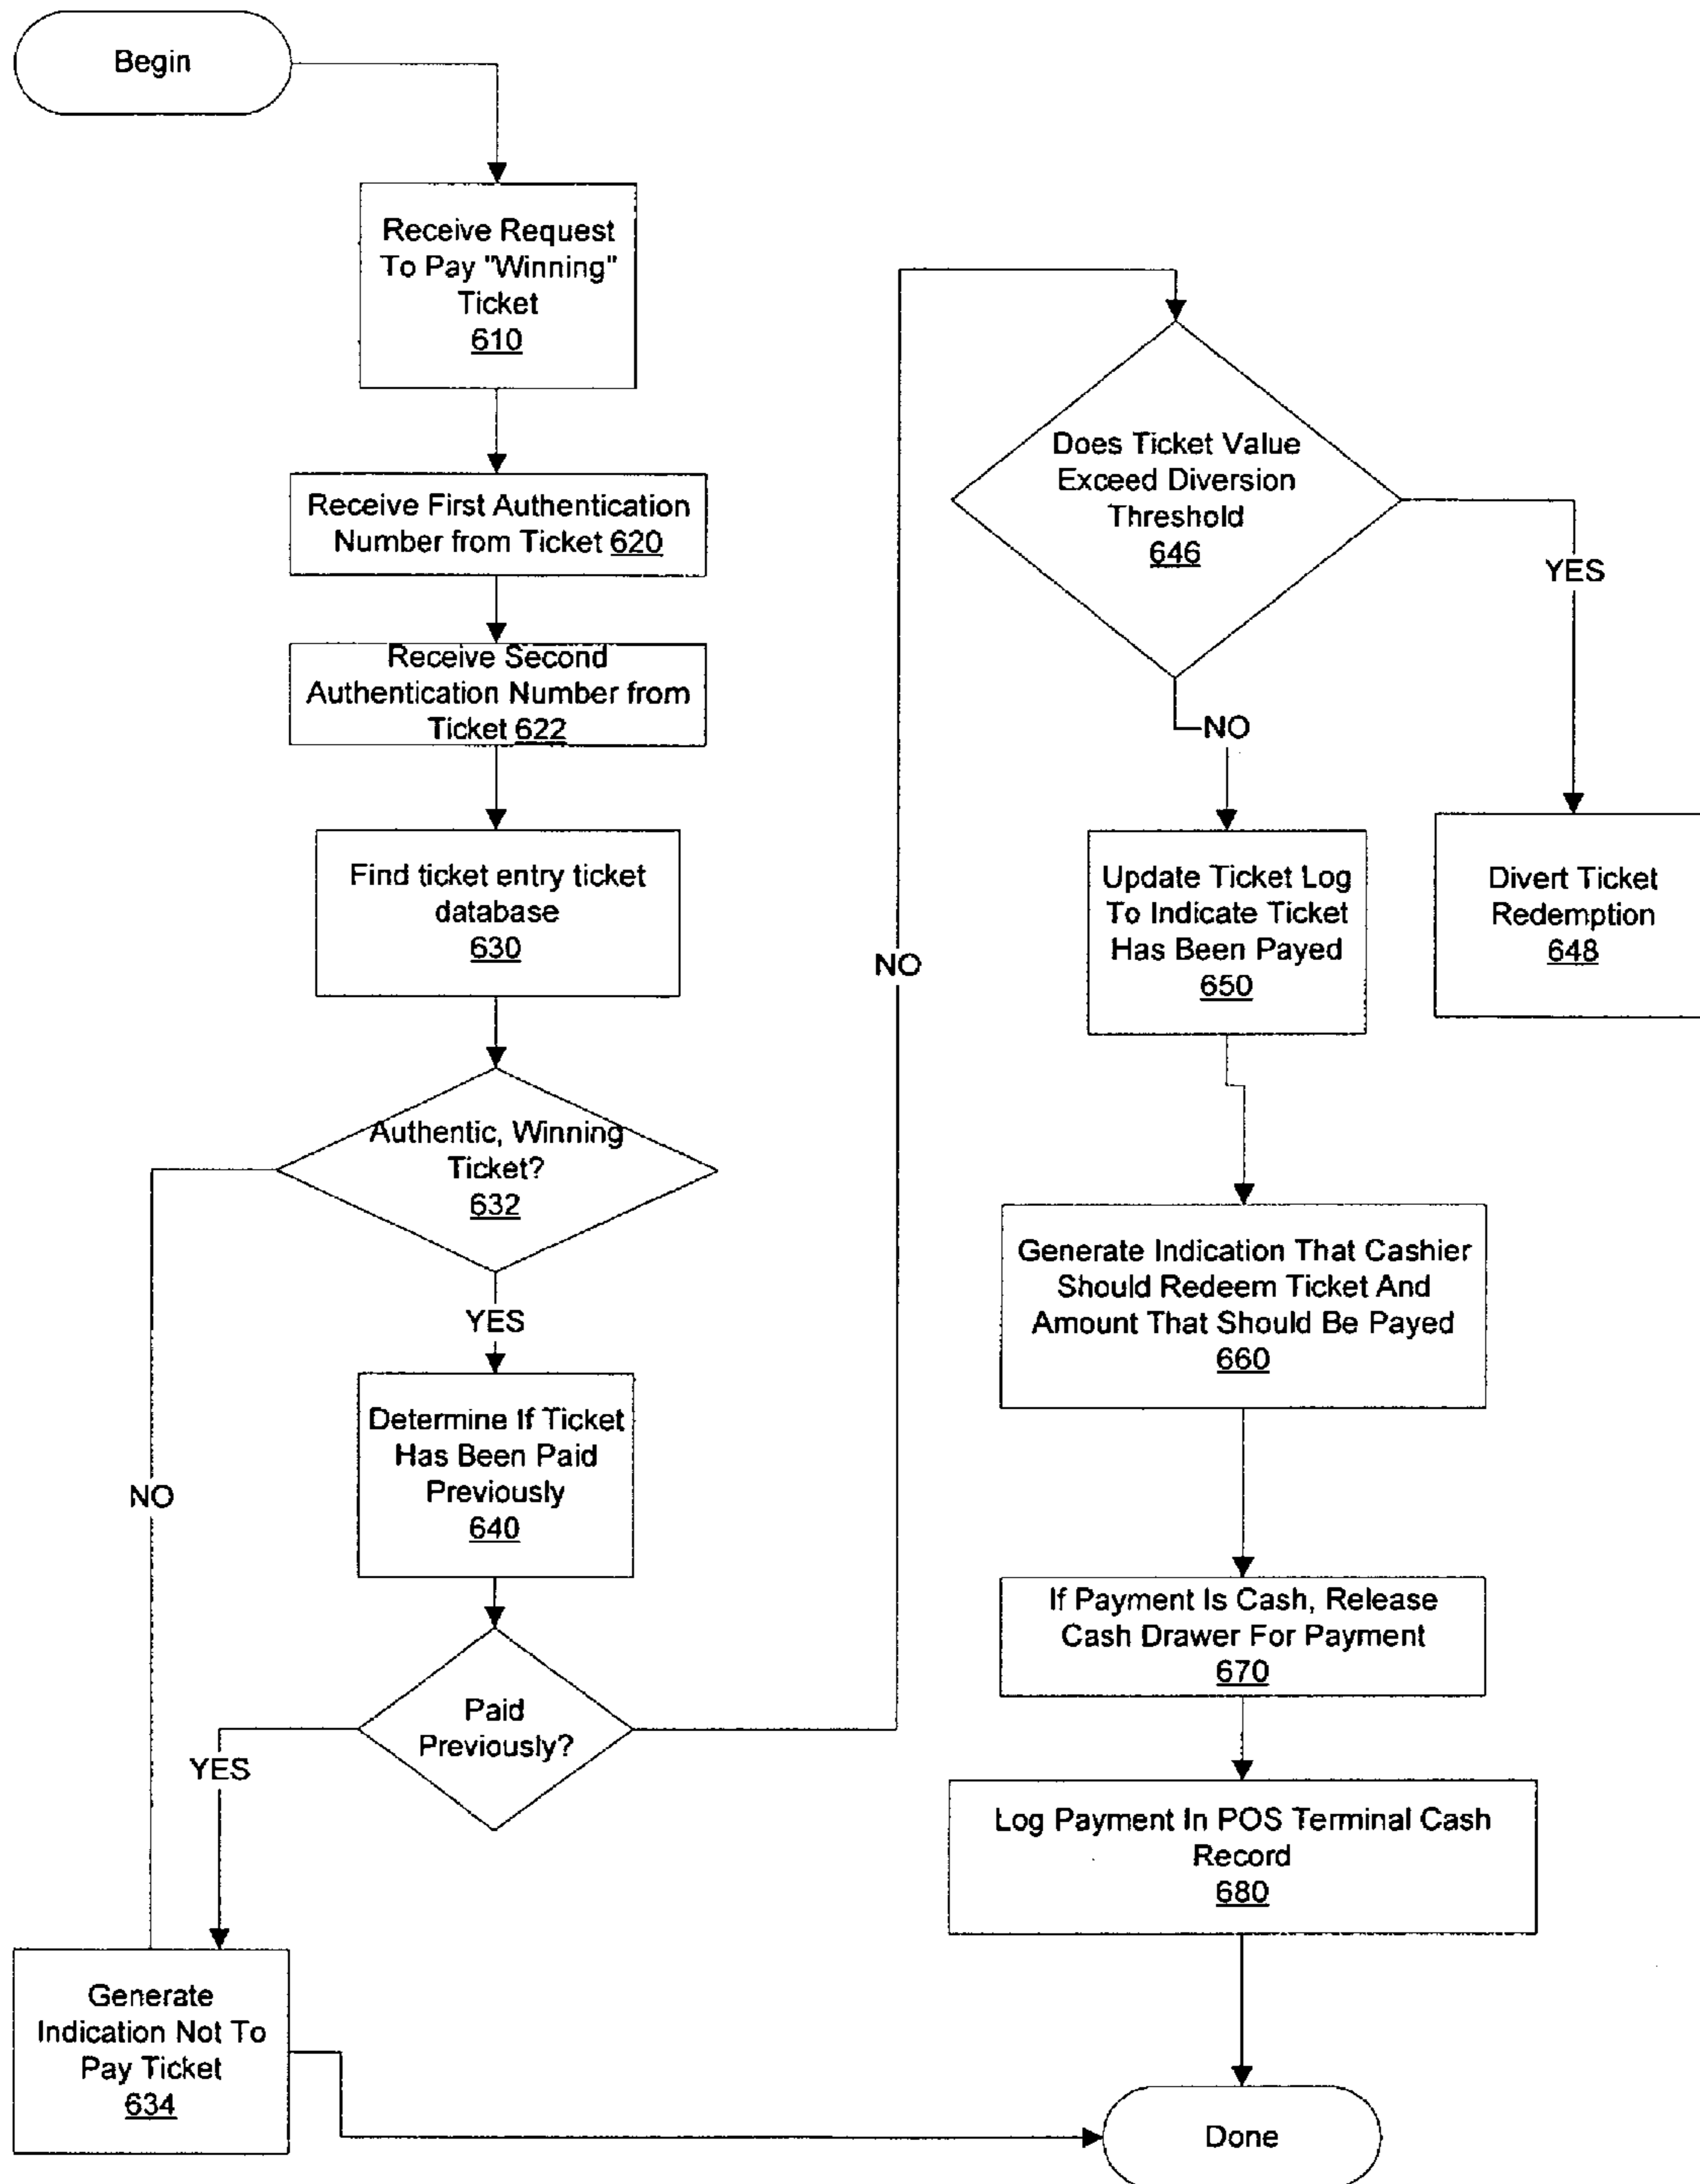 Begin
Receive Request
To Pay "Winning"
Ticket
610
Receive First Authentication
Number from Ticket 620
Receive Second
Authentication Number from
Ticket 622
Find ticket entry ticket
database
630
Authentic, Winning
Ticket?
632
NO
YES
Determine If Ticket
Has Been Paid
Previously
640
Paid
Previously?
YES
NO
Generate
Indication Not To
Pay Ticket
634
Does Ticket Value
Exceed Diversion
Threshold
646
YES
NO
Divert Ticket
Redemption
648
Update Ticket Log
To Indicate Ticket
Has Been Payed
650
Generate Indication That Cashier
Should Redeem Ticket And
Amount That Should Be Payed
660
If Payment Is Cash, Release
Cash Drawer For Payment
670
Log Payment In POS Terminal Cash
Record
680
Done